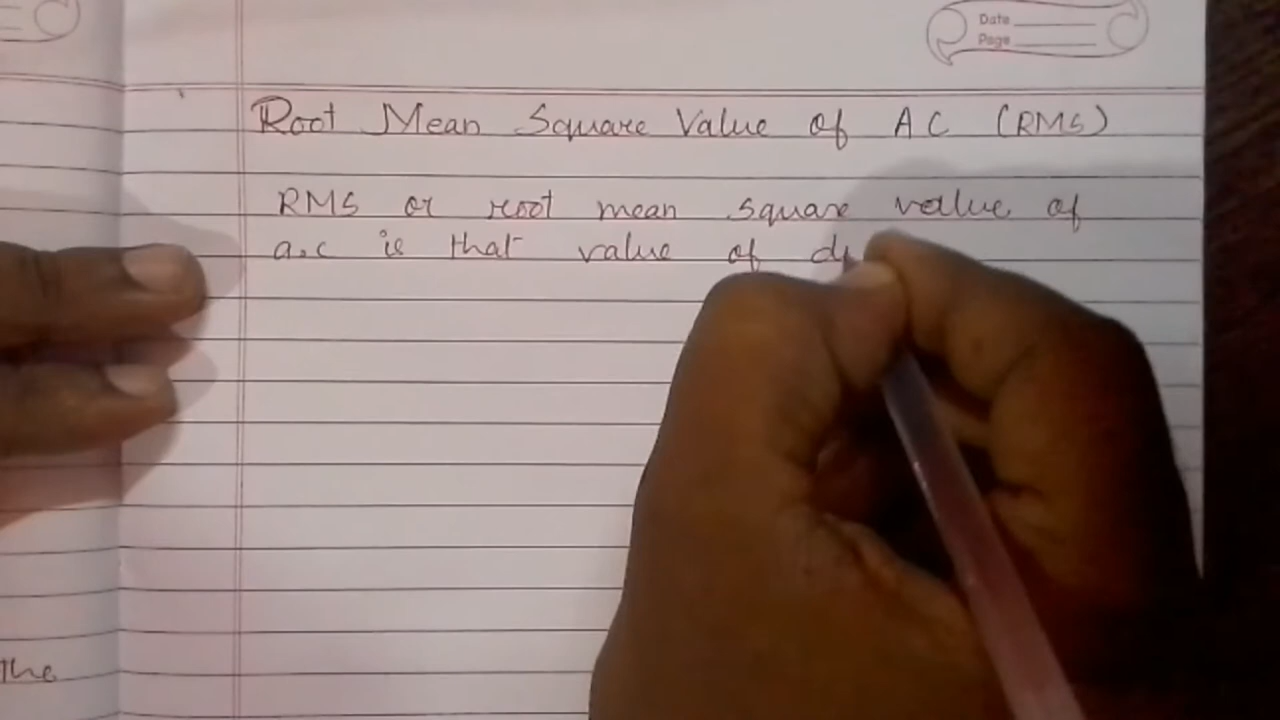 Date
Page
Root Mean Square Value of AC (RMS)
RMS or root mean square value of
a.c is that value of
the